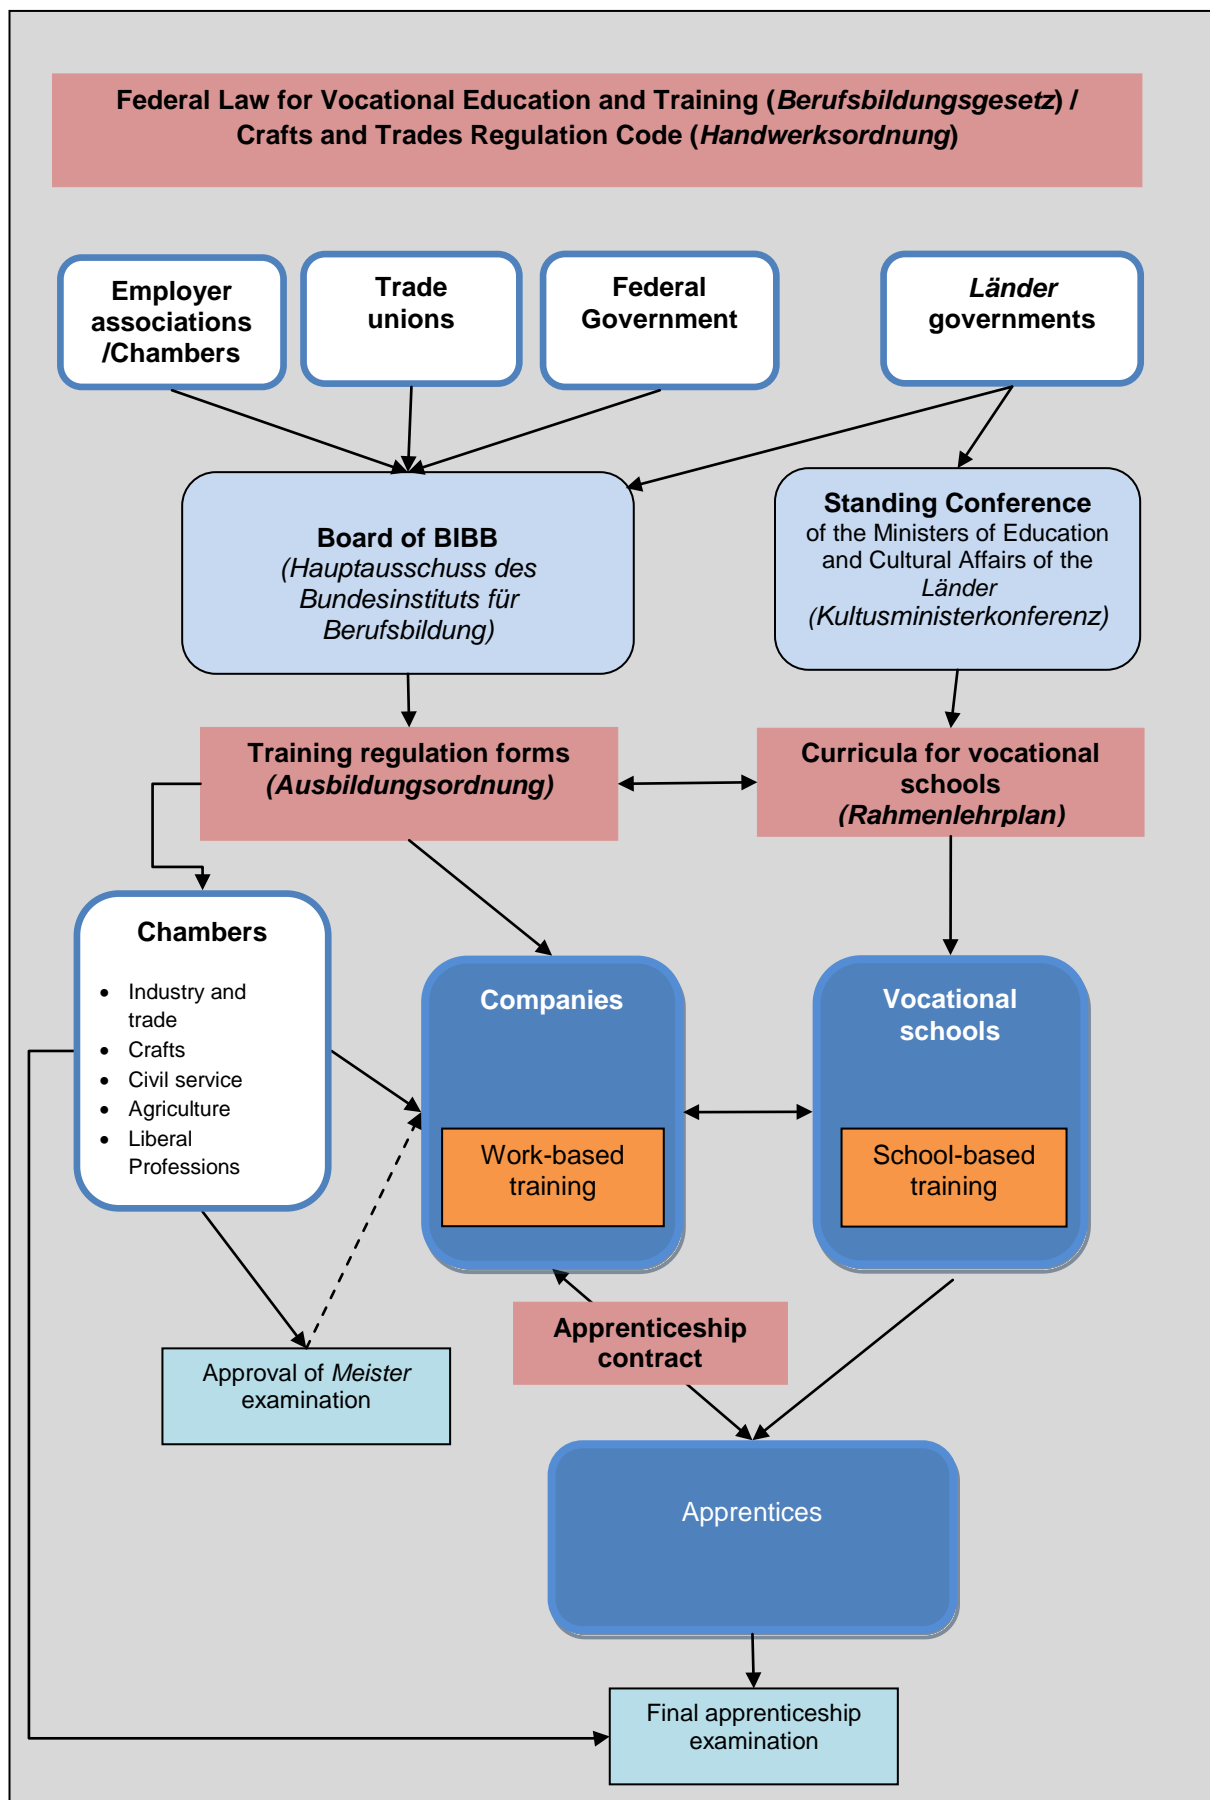 Federal Law for Vocational Education and Training (Berufsbildungsgesetz) /
Crafts and Trades Regulation Code (Handwerksordnung)
Employer
associations
/Chambers
Trade
unions
Federal
Government
Länder
governments
Board of BIBB
(Hauptausschuss des
Bundesinstituts für
Berufsbildung)
Standing Conference
of the Ministers of Education
and Cultural Affairs of the
Länder
(Kultusministerkonferenz)
Training regulation forms
(Ausbildungsordnung)
Curricula for vocational
schools
(Rahmenlehrplan)
Chambers
• Industry and
trade
• Crafts
• Civil service
• Agriculture
• Liberal
Professions
Companies
Work-based
training
Vocational
schools
School-based
training
Apprenticeship
contract
Approval of Meister
examination
Apprentices
Final apprenticeship
examination